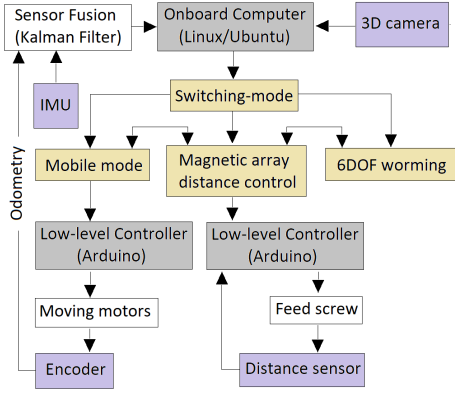 Sensor Fusion
(Kalman Filter)
Onboard Computer
(Linux/Ubuntu)
3D camera
IMU
Switching-mode
Odometry
Mobile mode
Magnetic array
distance control
6DOF worming
Low-level Controller
(Arduino)
Low-level Controller
(Arduino)
Moving motors
Feed screw
Encoder
Distance sensor